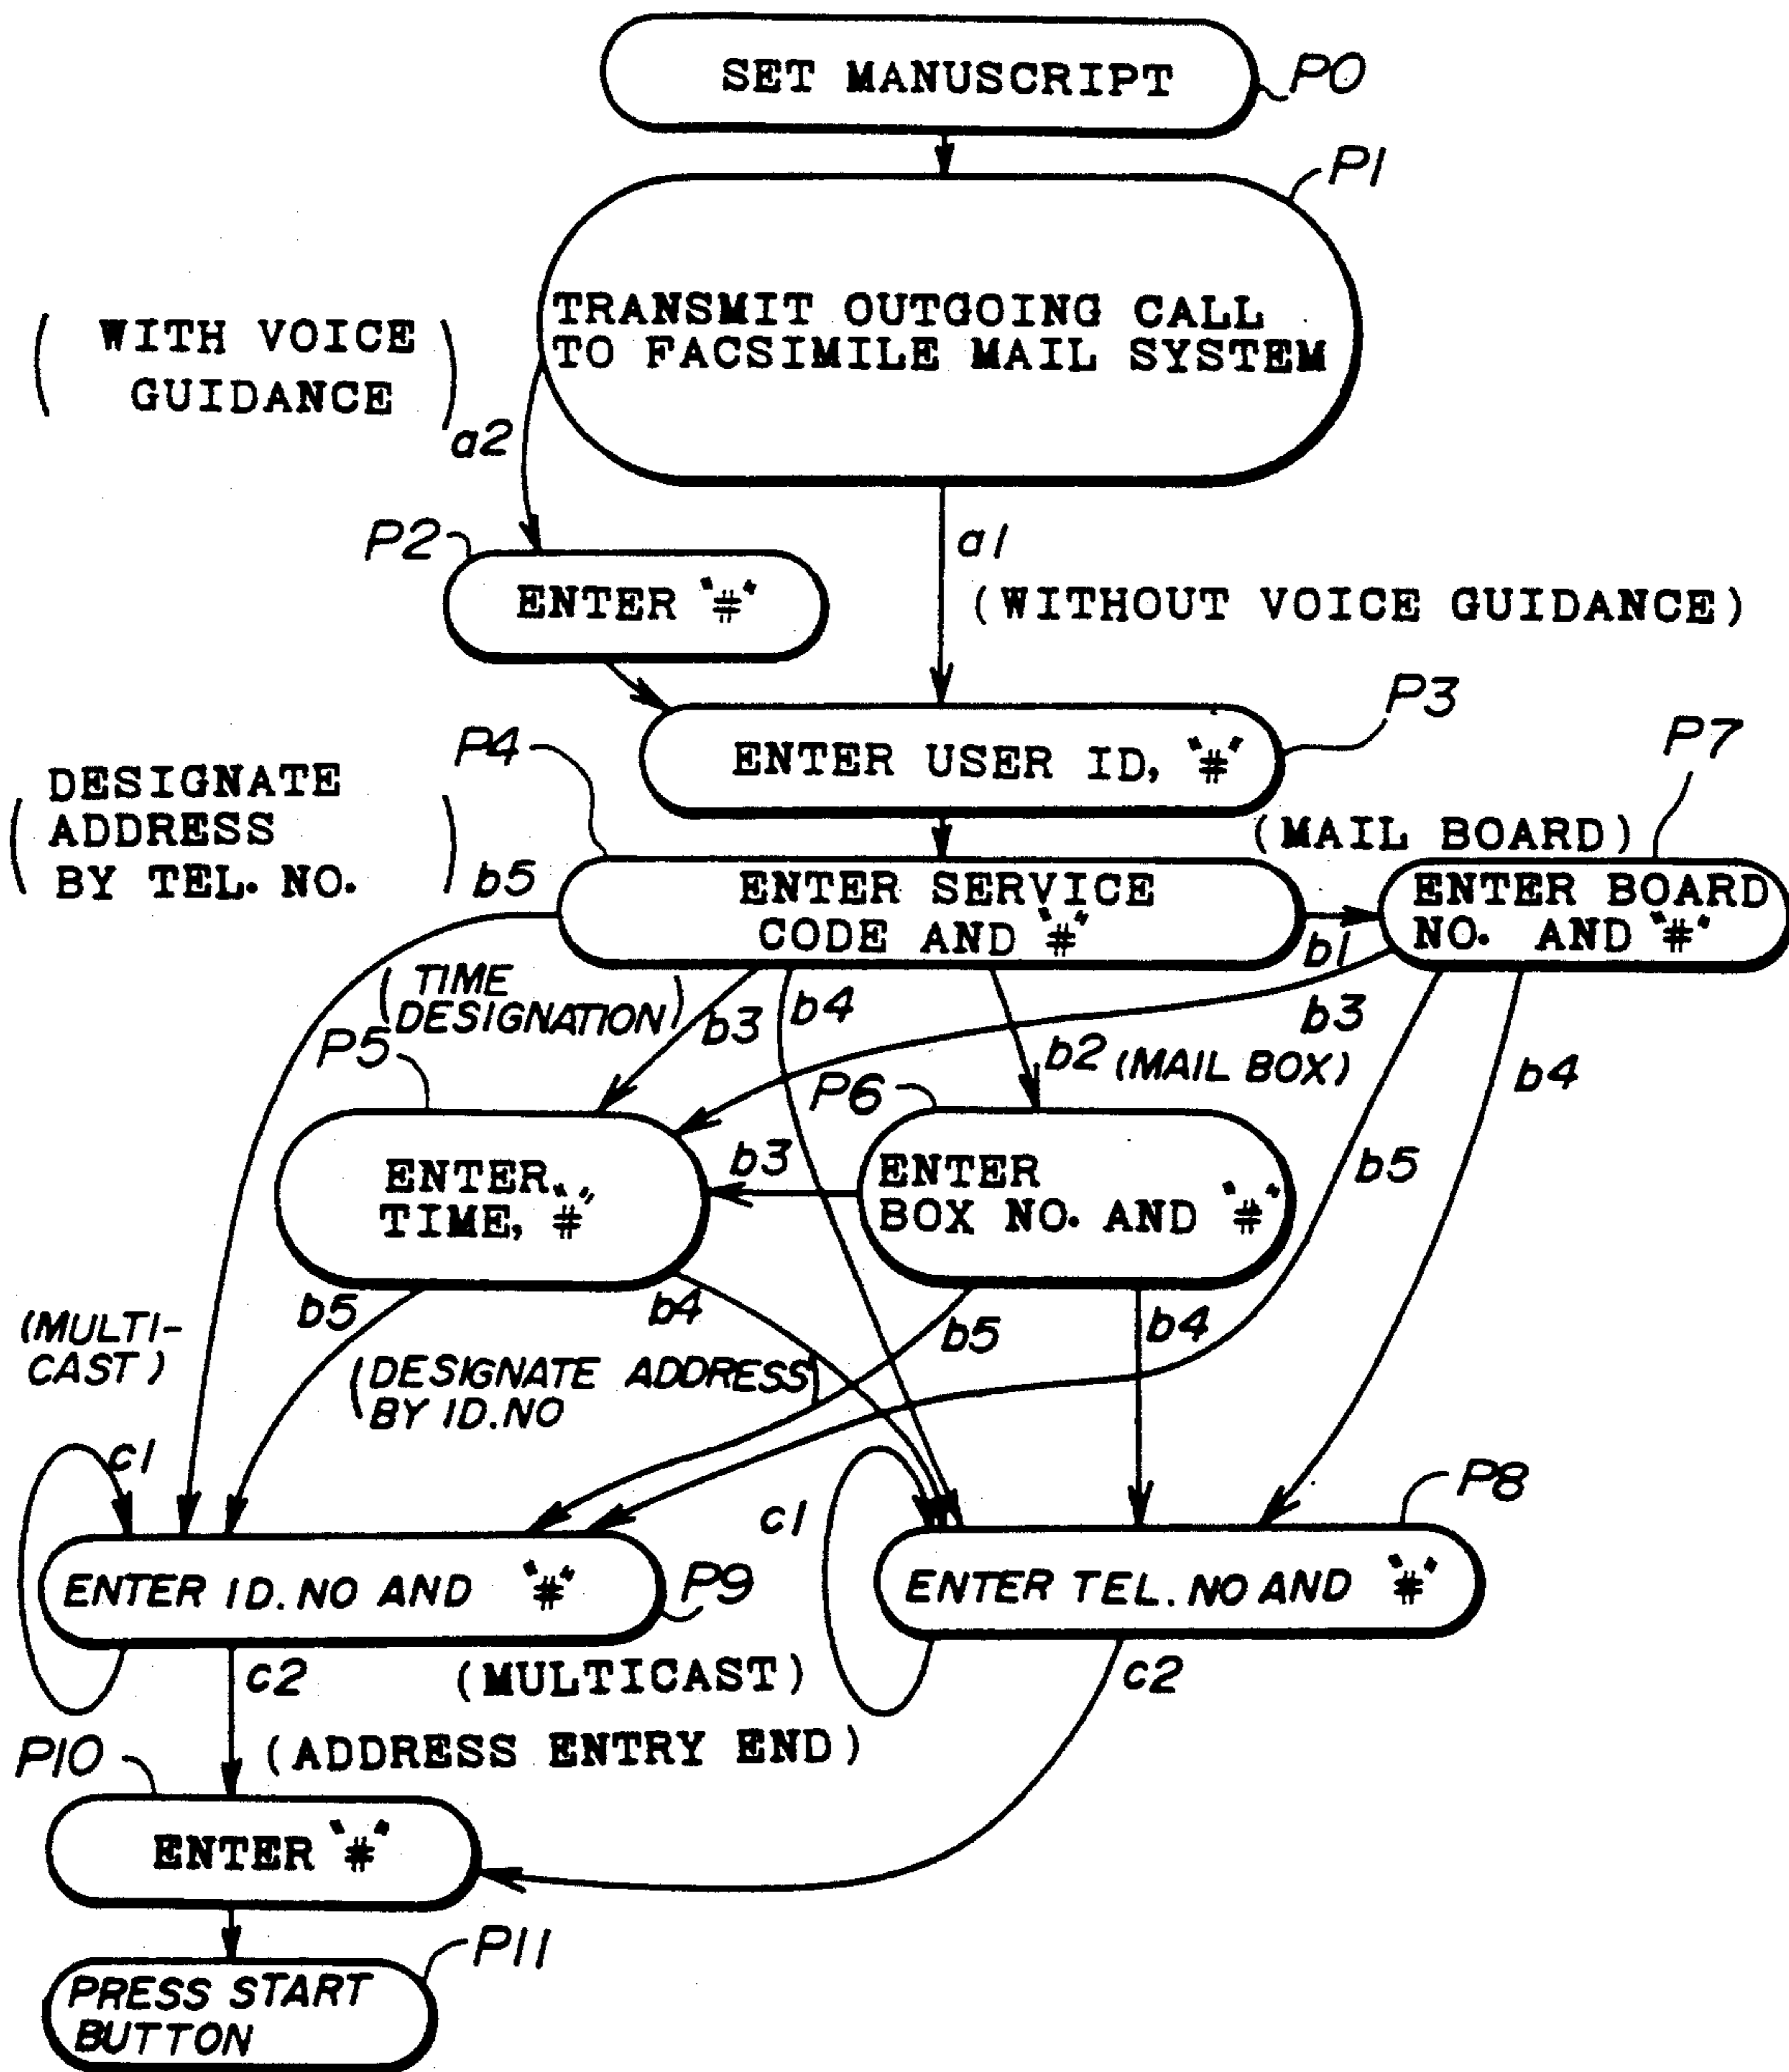 SET MANUSCRIPT
P0
P1
TRANSMIT OUTGOING CALL
TO FACSIMILE MAIL SYSTEM
(WITH VOICE
GUIDANCE)
a2
P2
a1
ENTER "#"
(WITHOUT VOICE GUIDANCE)
P3
ENTER USER ID, "#"
P4
P7
(DESIGNATE
ADDRESS
BY TEL. NO.)
b5
(MAIL BOARD)
ENTER SERVICE
CODE AND "#"
b1
ENTER BOARD
NO. AND "#"
(TIME
DESIGNATION)
b3
b4
b3
P5
b2 (MAIL BOX)
b4
P6
ENTER
TIME, "#"
b3
ENTER
BOX NO. AND "#"
b5
(MULTI-
CAST)
b5
b4
b5
b4
(DESIGNATE ADDRESS
BY ID.NO)
c1
c1
P8
ENTER ID.NO AND "#"
P9
ENTER TEL.NO AND "#"
c2
(MULTICAST)
c2
P10
(ADDRESS ENTRY END)
ENTER "#"
P11
PRESS START
BUTTON